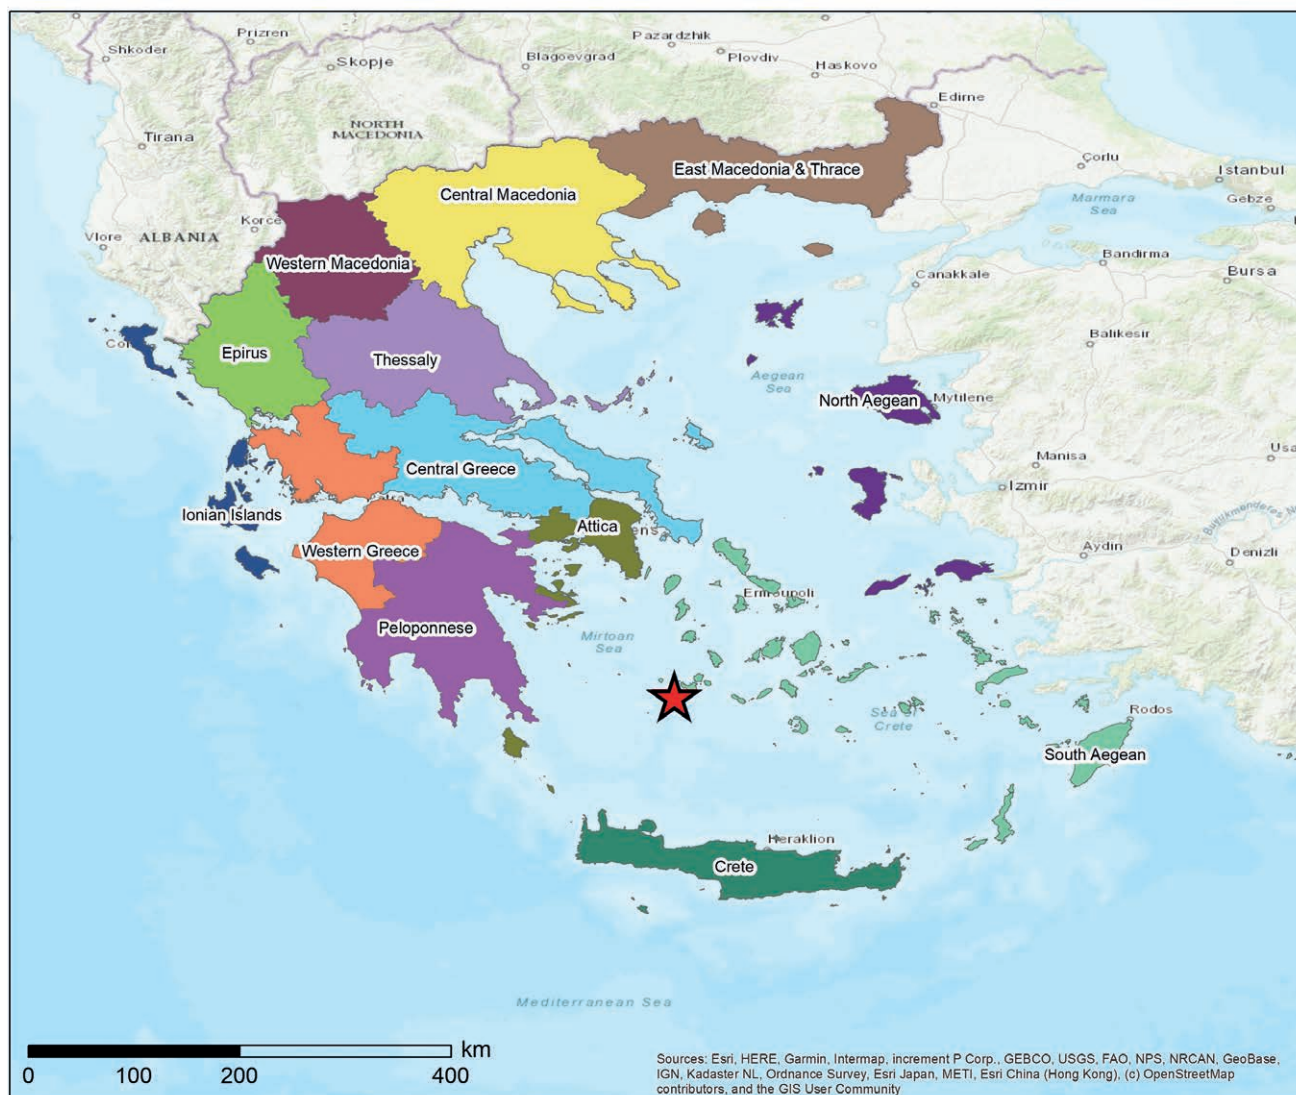 Prizren
Pazardzhik
Shkoder
Skopje
Blagoevgrad
Plovdiv
Haskovo
Edirne
NORTH
MACEDONIA
Tirana
Çorlu
Istanbul
East Macedonia & Thrace
Central Macedonia
Marmara
Sea
Gebze
Korce
Vlore
ALBANIA
Western Macedonia
Bandirma
Canakkale
Bursa
Balikesir
Epirus
Thessaly
Aegean
Sea
North Aegean
Mytilene
Central Greece
Manisa
Usa
Izmir
Ionian Islands
Attica
Western Greece
Aydin
Denizli
Ermoupoli
Peloponnese
Mirtoan
Sea
Sea of
Crete
Rodos
South Aegean
Heraklion
Crete
Mediterranean Sea
km
0 100 200 400
Sources: Esri, HERE, Garmin, Intermap, increment P Corp., GEBCO, USGS, FAO, NPS, NRCAN, GeoBase,
IGN, Kadaster NL, Ordnance Survey, Esri Japan, METI, Esri China (Hong Kong), (c) OpenStreetMap
contributors, and the GIS User Community